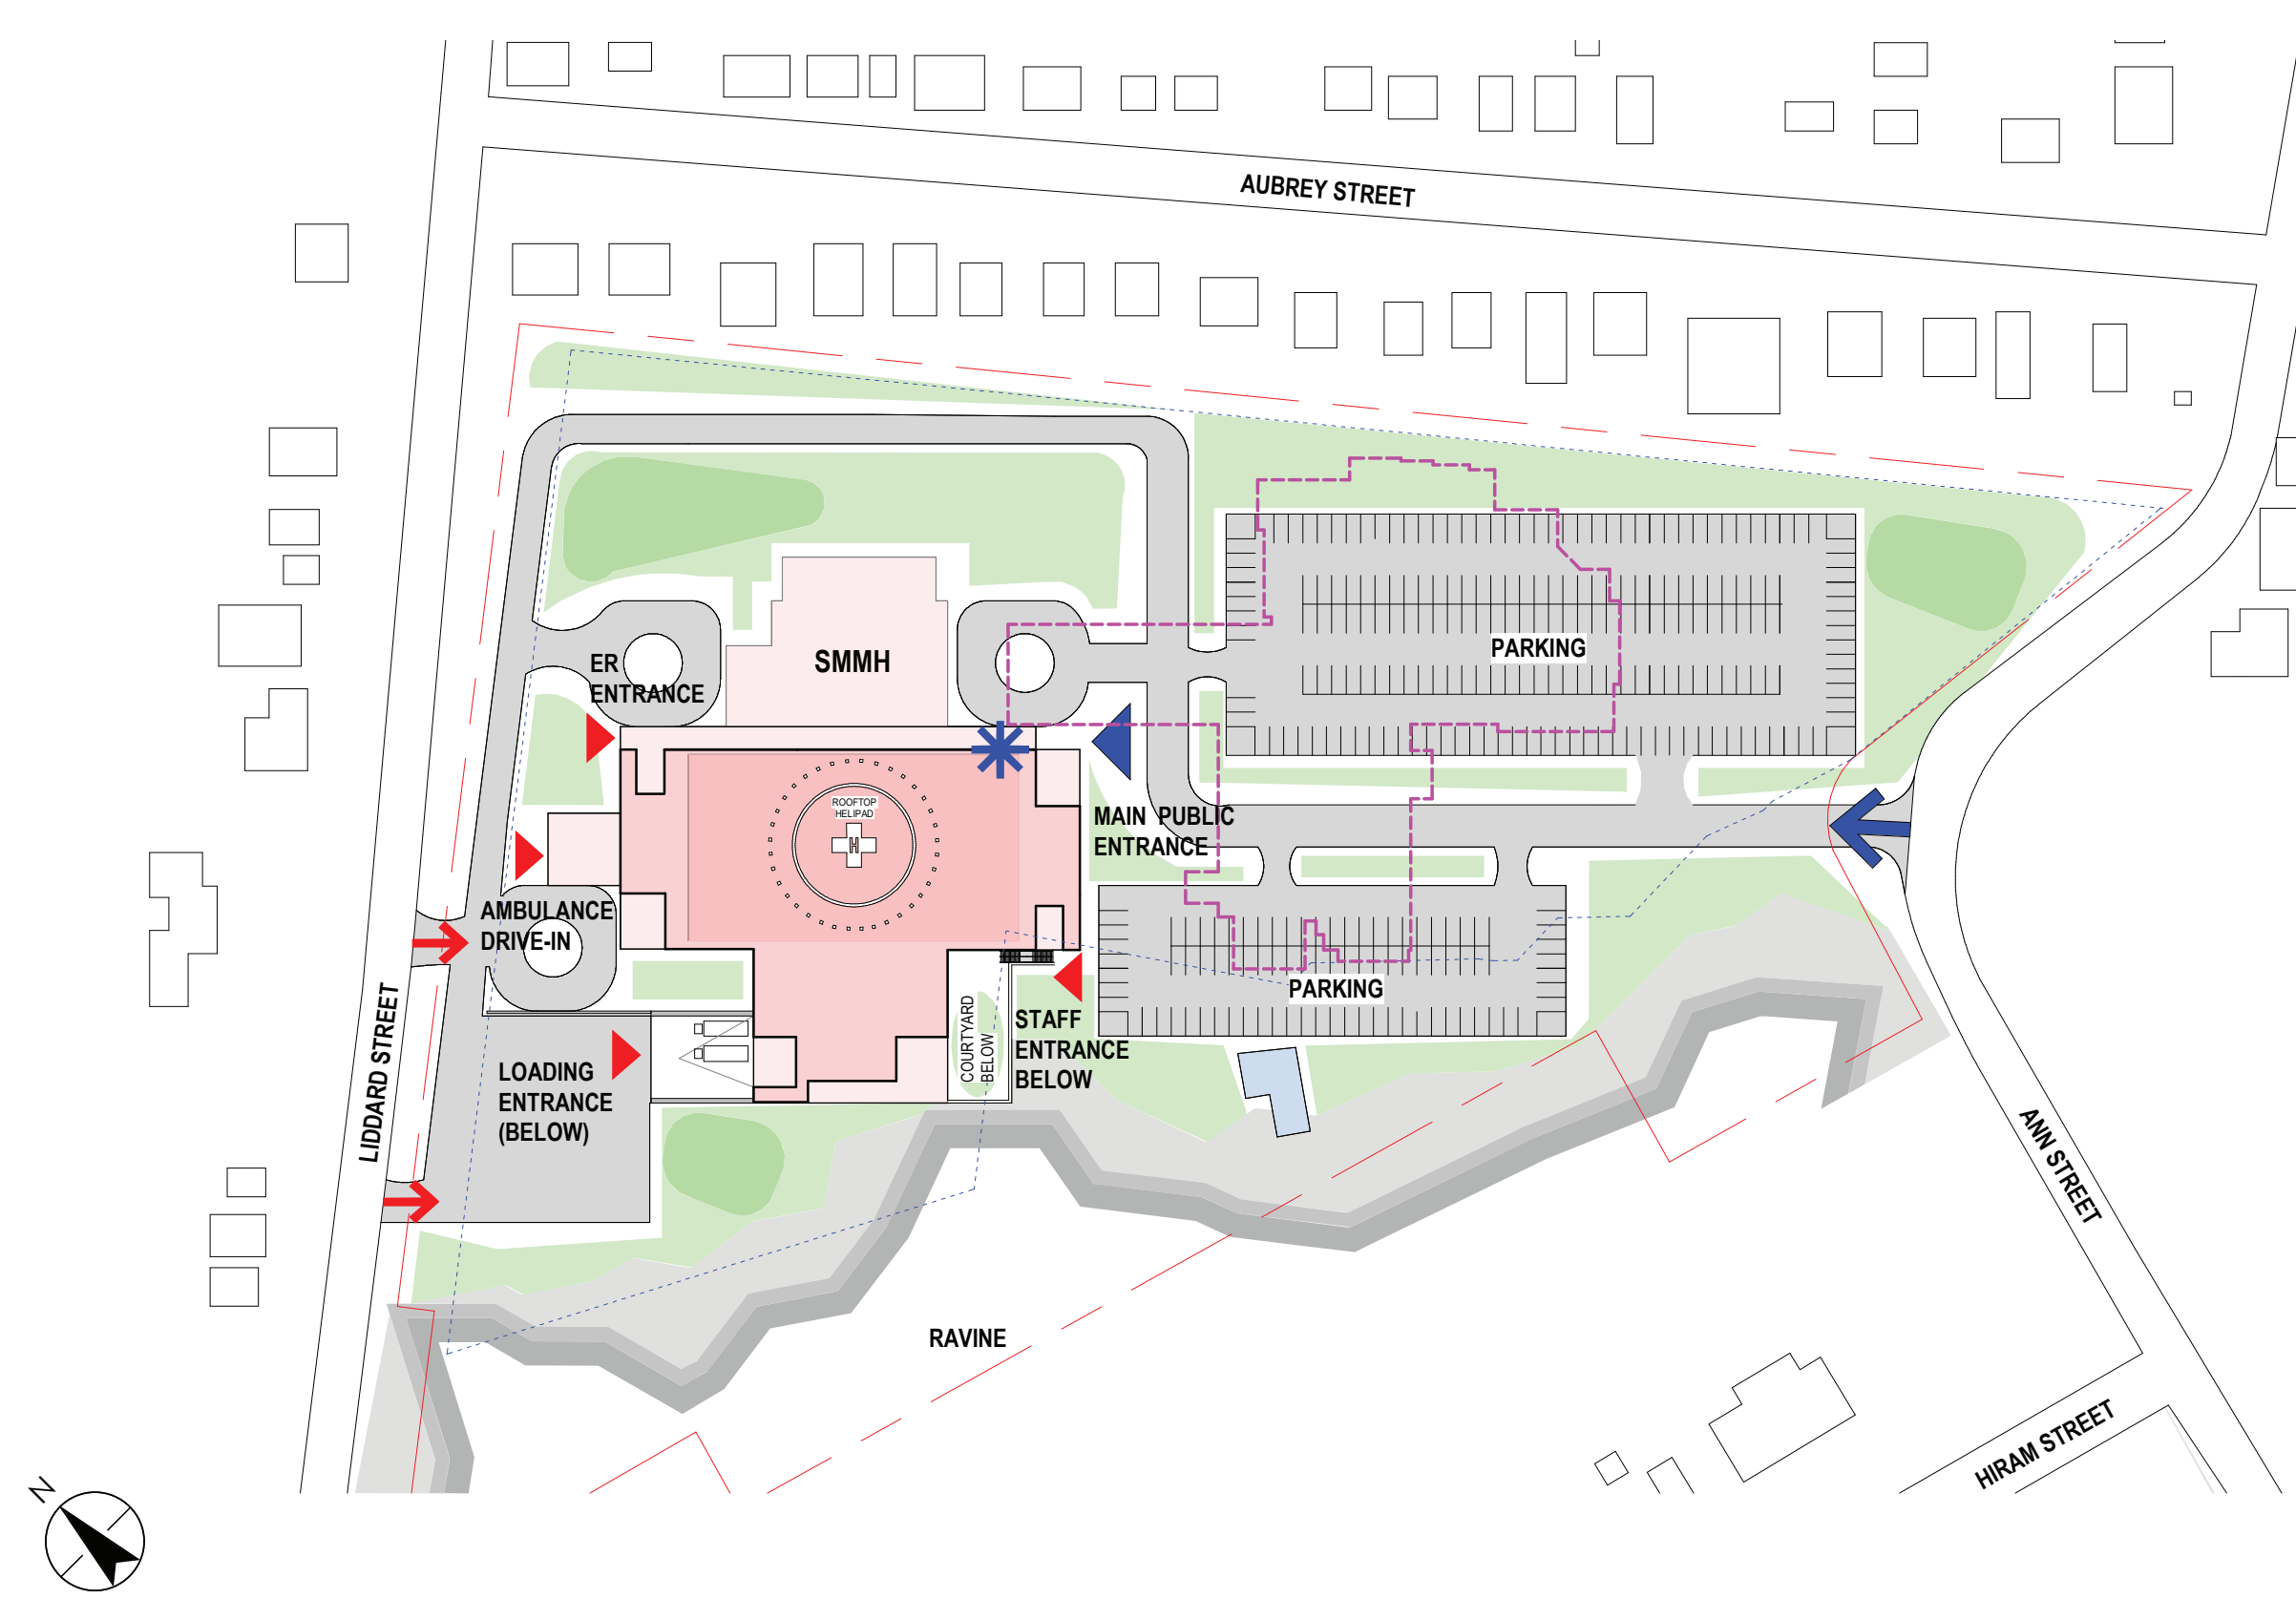 AUBREY STREET
SMMH
PARKING
ER
ENTRANCE
ROOFTOP
HELIPAD
H
MAIN PUBLIC
ENTRANCE
AMBULANCE
DRIVE-IN
PARKING
COURTYARD
BELOW
STAFF
ENTRANCE
BELOW
LOADING
ENTRANCE
(BELOW)
LIDDARD STREET
ANN STREET
RAVINE
HIRAM STREET
N